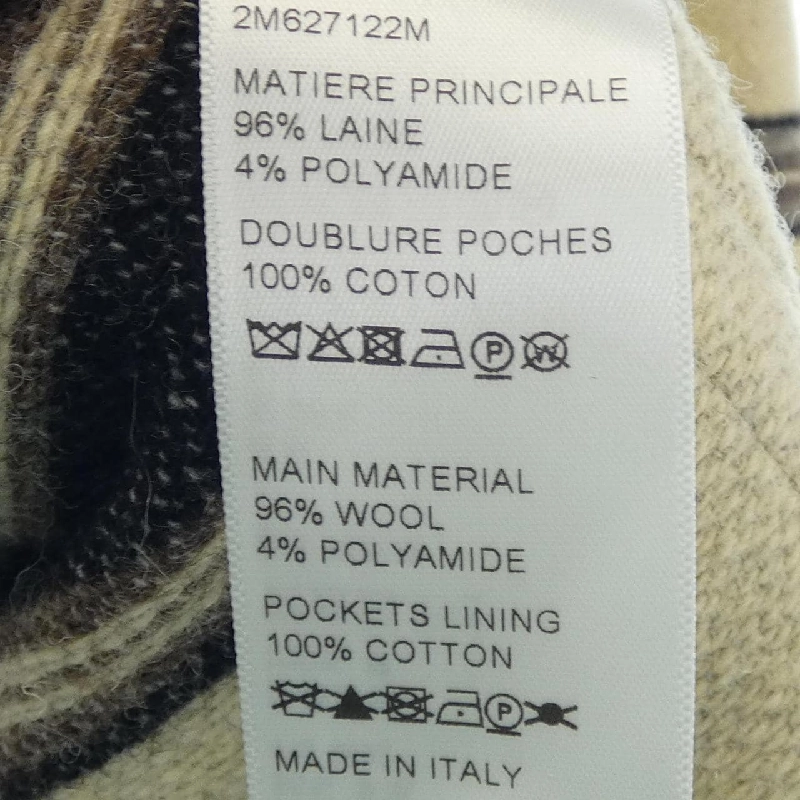 2M627122M
MATIERE PRINCIPALE
96% LAINE
4% POLYAMIDE
DOUBLURE POCHES
100% COTON
P W
MAIN MATERIAL
96% WOOL
4% POLYAMIDE
POCKETS LINING
100% COTTON
P
MADE IN ITALY